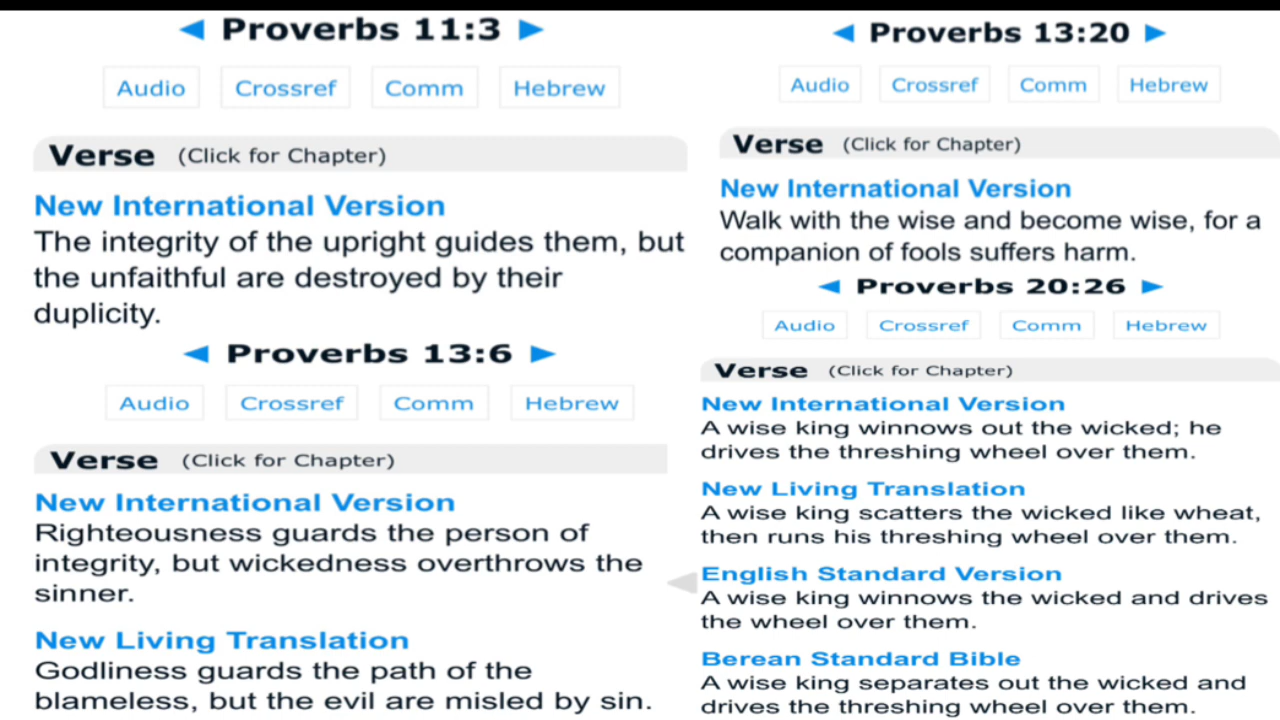 ◀ Proverbs 11:3 ▶
Audio Crossref Comm Hebrew
Verse (Click for Chapter)
New International Version
The integrity of the upright guides them, but
the unfaithful are destroyed by their
duplicity.
◀ Proverbs 13:6 ▶
Audio Crossref Comm Hebrew
Verse (Click for Chapter)
New International Version
Righteousness guards the person of
integrity, but wickedness overthrows the
sinner.
New Living Translation
Godliness guards the path of the
blameless, but the evil are misled by sin.
◀ Proverbs 13:20 ▶
Audio Crossref Comm Hebrew
Verse (Click for Chapter)
New International Version
Walk with the wise and become wise, for a
companion of fools suffers harm.
◀ Proverbs 20:26 ▶
Audio Crossref Comm Hebrew
Verse (Click for Chapter)
New International Version
A wise king winnows out the wicked; he
drives the threshing wheel over them.
New Living Translation
A wise king scatters the wicked like wheat,
then runs his threshing wheel over them.
English Standard Version
A wise king winnows the wicked and drives
the wheel over them.
Berean Standard Bible
A wise king separates out the wicked and
drives the threshing wheel over them.